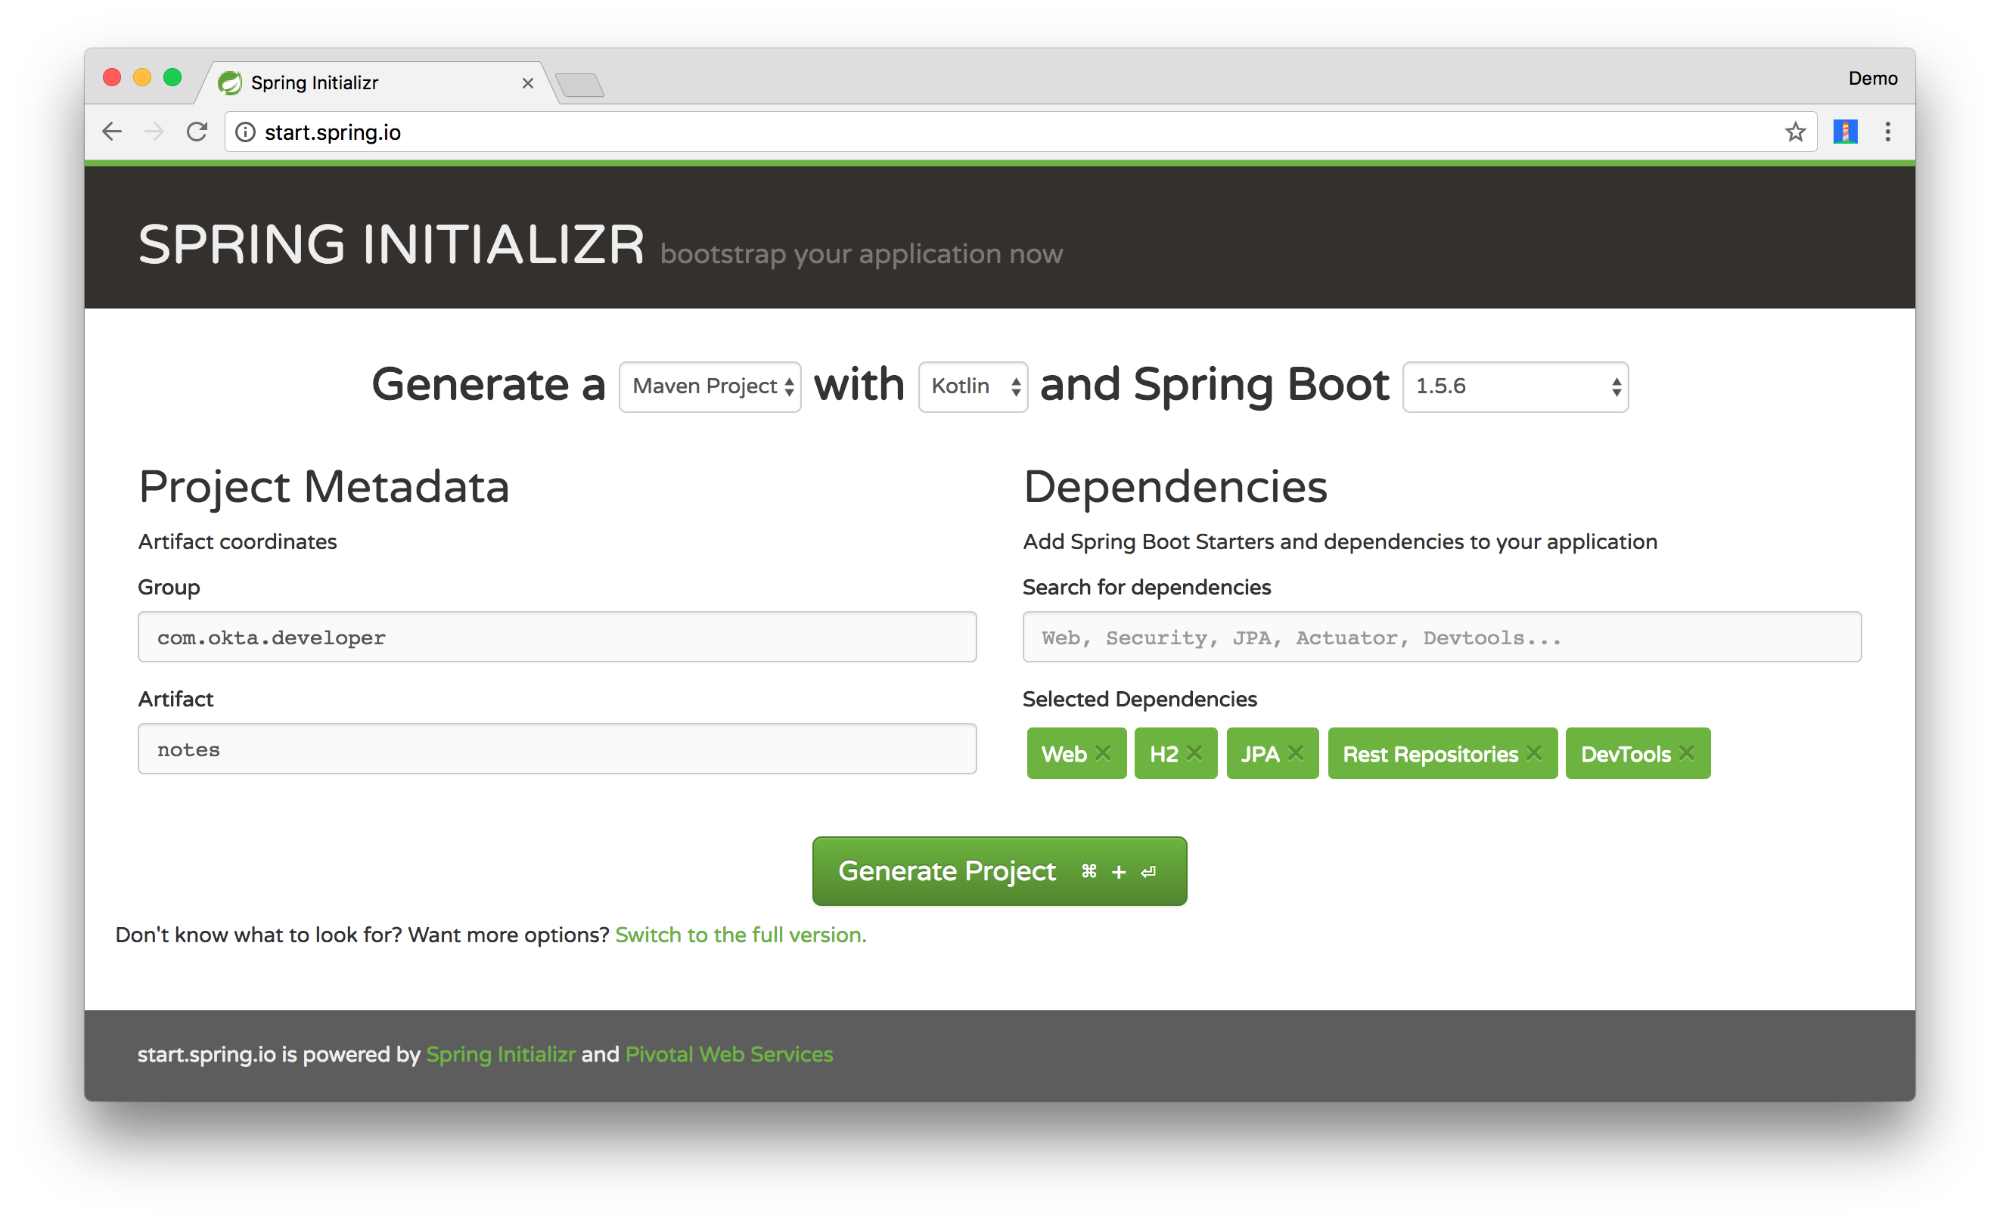 Spring Initializr
Demo
start.spring.io
SPRING INITIALIZR bootstrap your application now
Generate a Maven Project with Kotlin and Spring Boot 1.5.6
Project Metadata
Artifact coordinates
Group
com.okta.developer
Artifact
notes
Dependencies
Add Spring Boot Starters and dependencies to your application
Search for dependencies
Web, Security, JPA, Actuator, Devtools...
Selected Dependencies
Web × H2 × JPA × Rest Repositories × DevTools ×
Generate Project ⌘ + ⏎
Don't know what to look for? Want more options? Switch to the full version.
start.spring.io is powered by Spring Initializr and Pivotal Web Services